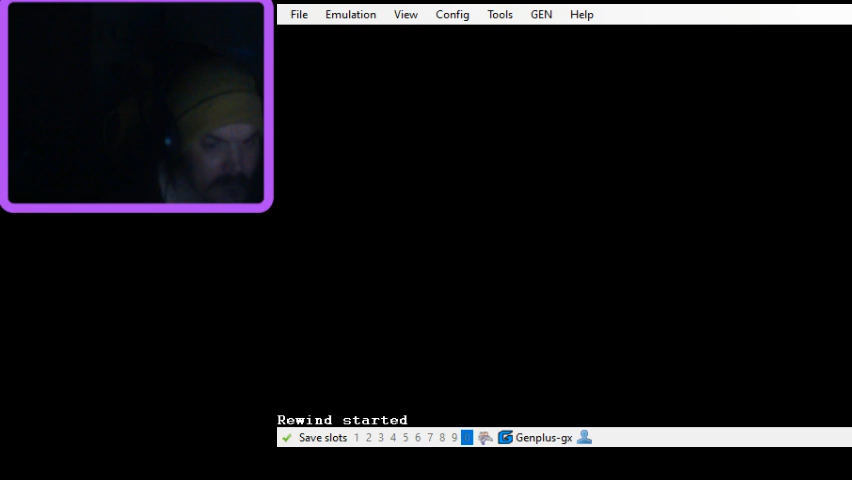 File Emulation View Config Tools GEN Help
Rewind started
Save slots 1 2 3 4 5 6 7 8 9 0 Genplus-gx